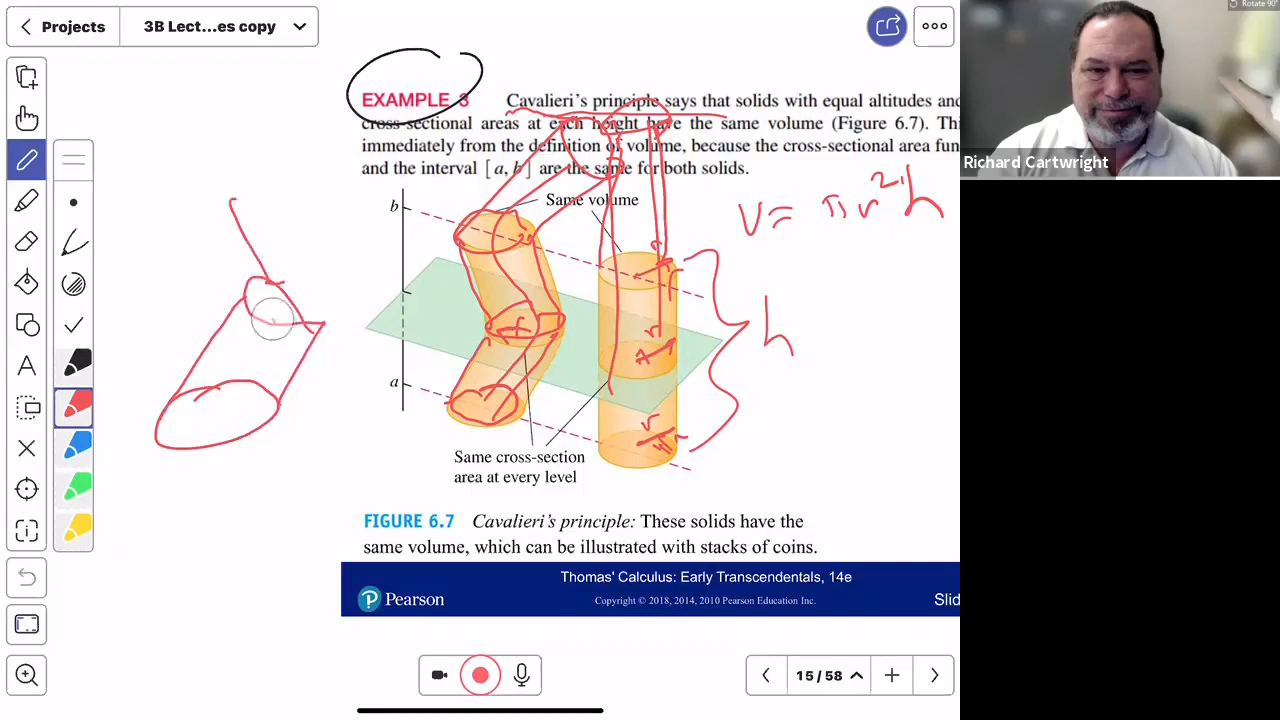 Projects
3B Lect...es copy
Rotate 90°
EXAMPLE 3 Cavalieri's principle says that solids with equal altitudes and
cross-sectional areas at each height have the same volume (Figure 6.7). Thi
immediately from the definition of volume, because the cross-sectional area fun
and the interval [a, b] are the same for both solids.
Richard Cartwright
b
Same volume
V = πr²h
r
h
r
a
r
Same cross-section
area at every level
FIGURE 6.7 Cavalieri's principle: These solids have the
same volume, which can be illustrated with stacks of coins.
Thomas' Calculus: Early Transcendentals, 14e
P Pearson
Copyright © 2018, 2014, 2010 Pearson Education Inc.
Slid
15 / 58